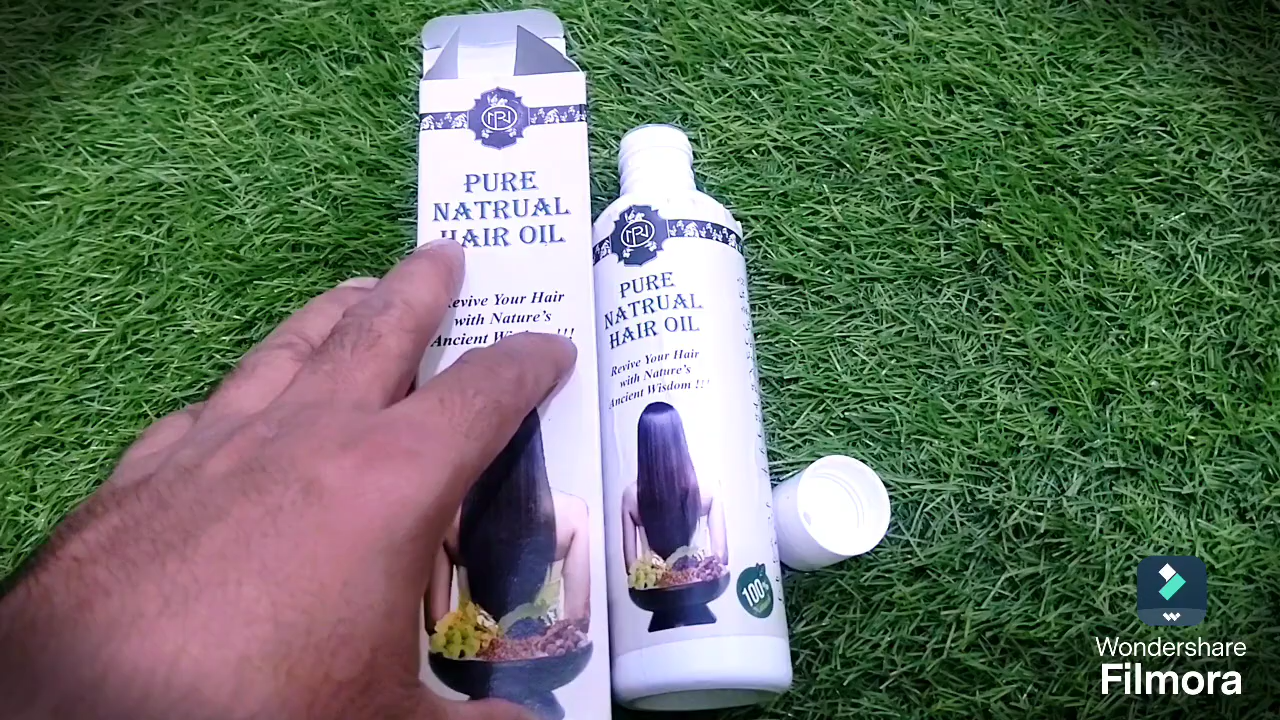 PURE
NATRUAL
HAIR OIL
Revive Your Hair
with Nature's
Ancient
PURE
NATRUAL
HAIR OIL
Revive Your Hair
with Nature's
Ancient Wisdom !!!
100%
Wondershare
Filmora